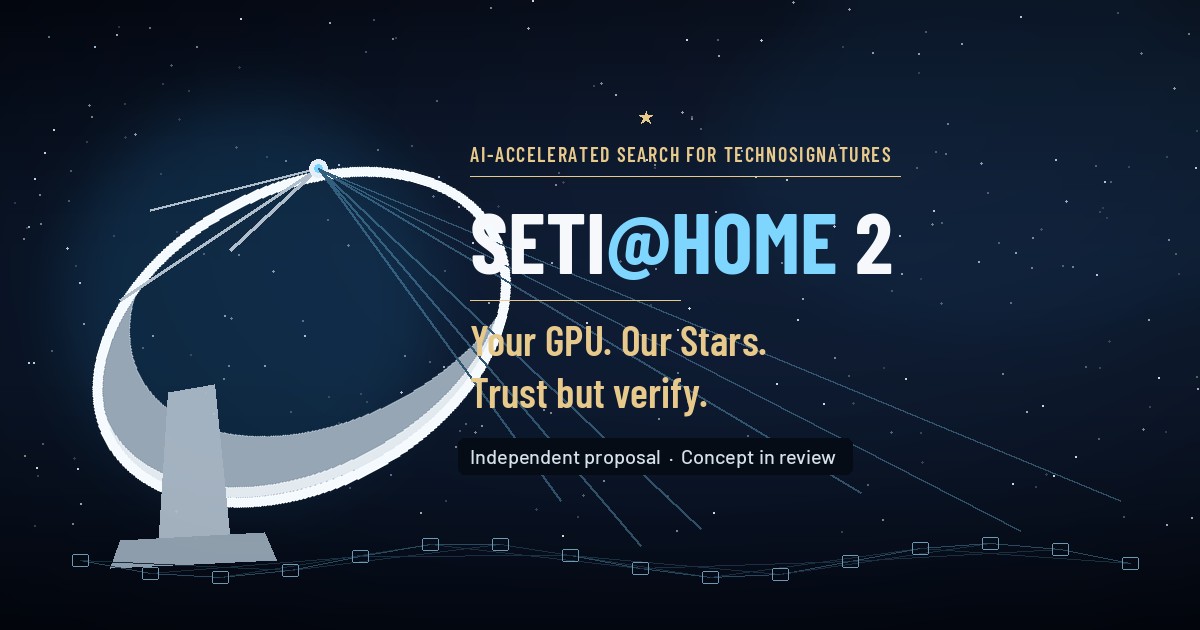 AI-ACCELERATED SEARCH FOR TECHNOSIGNATURES
SETI@HOME 2
Your GPU. Our Stars.
Trust but verify.
Independent proposal · Concept in review